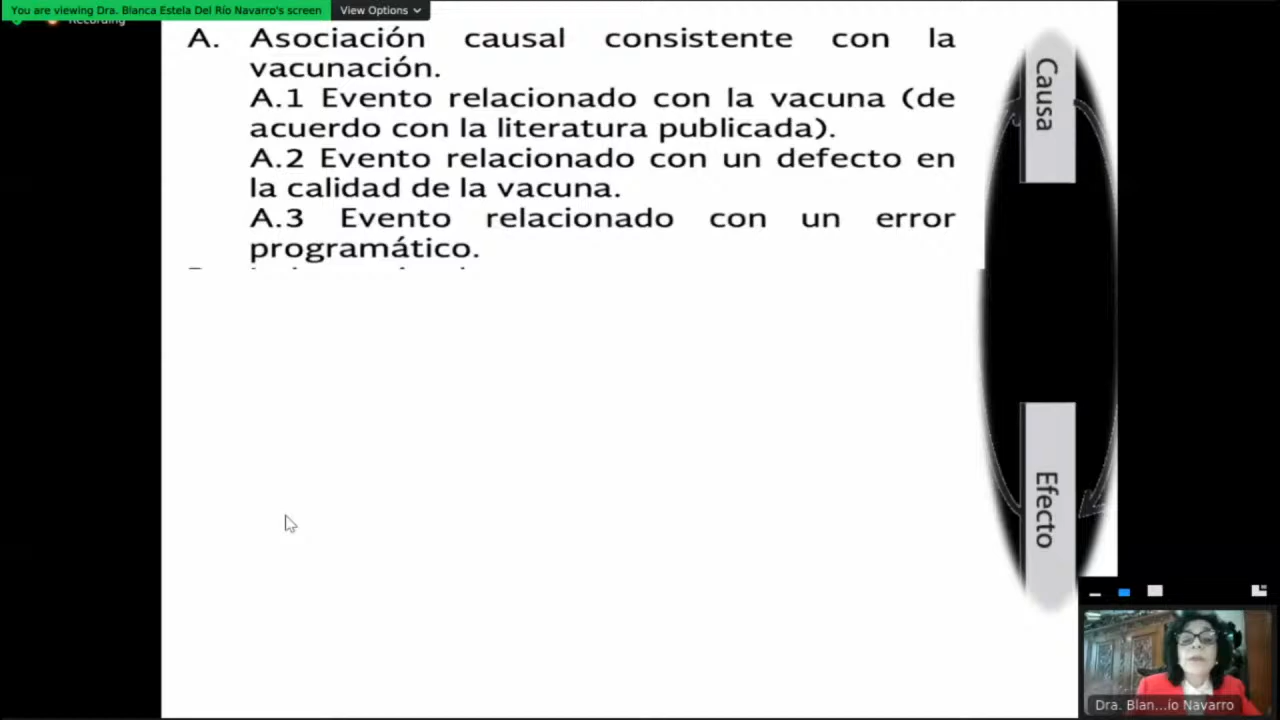 You are viewing Dra. Blanca Estela Del Río Navarro's screen
View Options
Recording
A. Asociación causal consistente con la
vacunación.
A.1 Evento relacionado con la vacuna (de
acuerdo con la literatura publicada).
A.2 Evento relacionado con un defecto en
la calidad de la vacuna.
A.3 Evento relacionado con un error
programático.
Causa
Efecto
Dra. Blan...ío Navarro